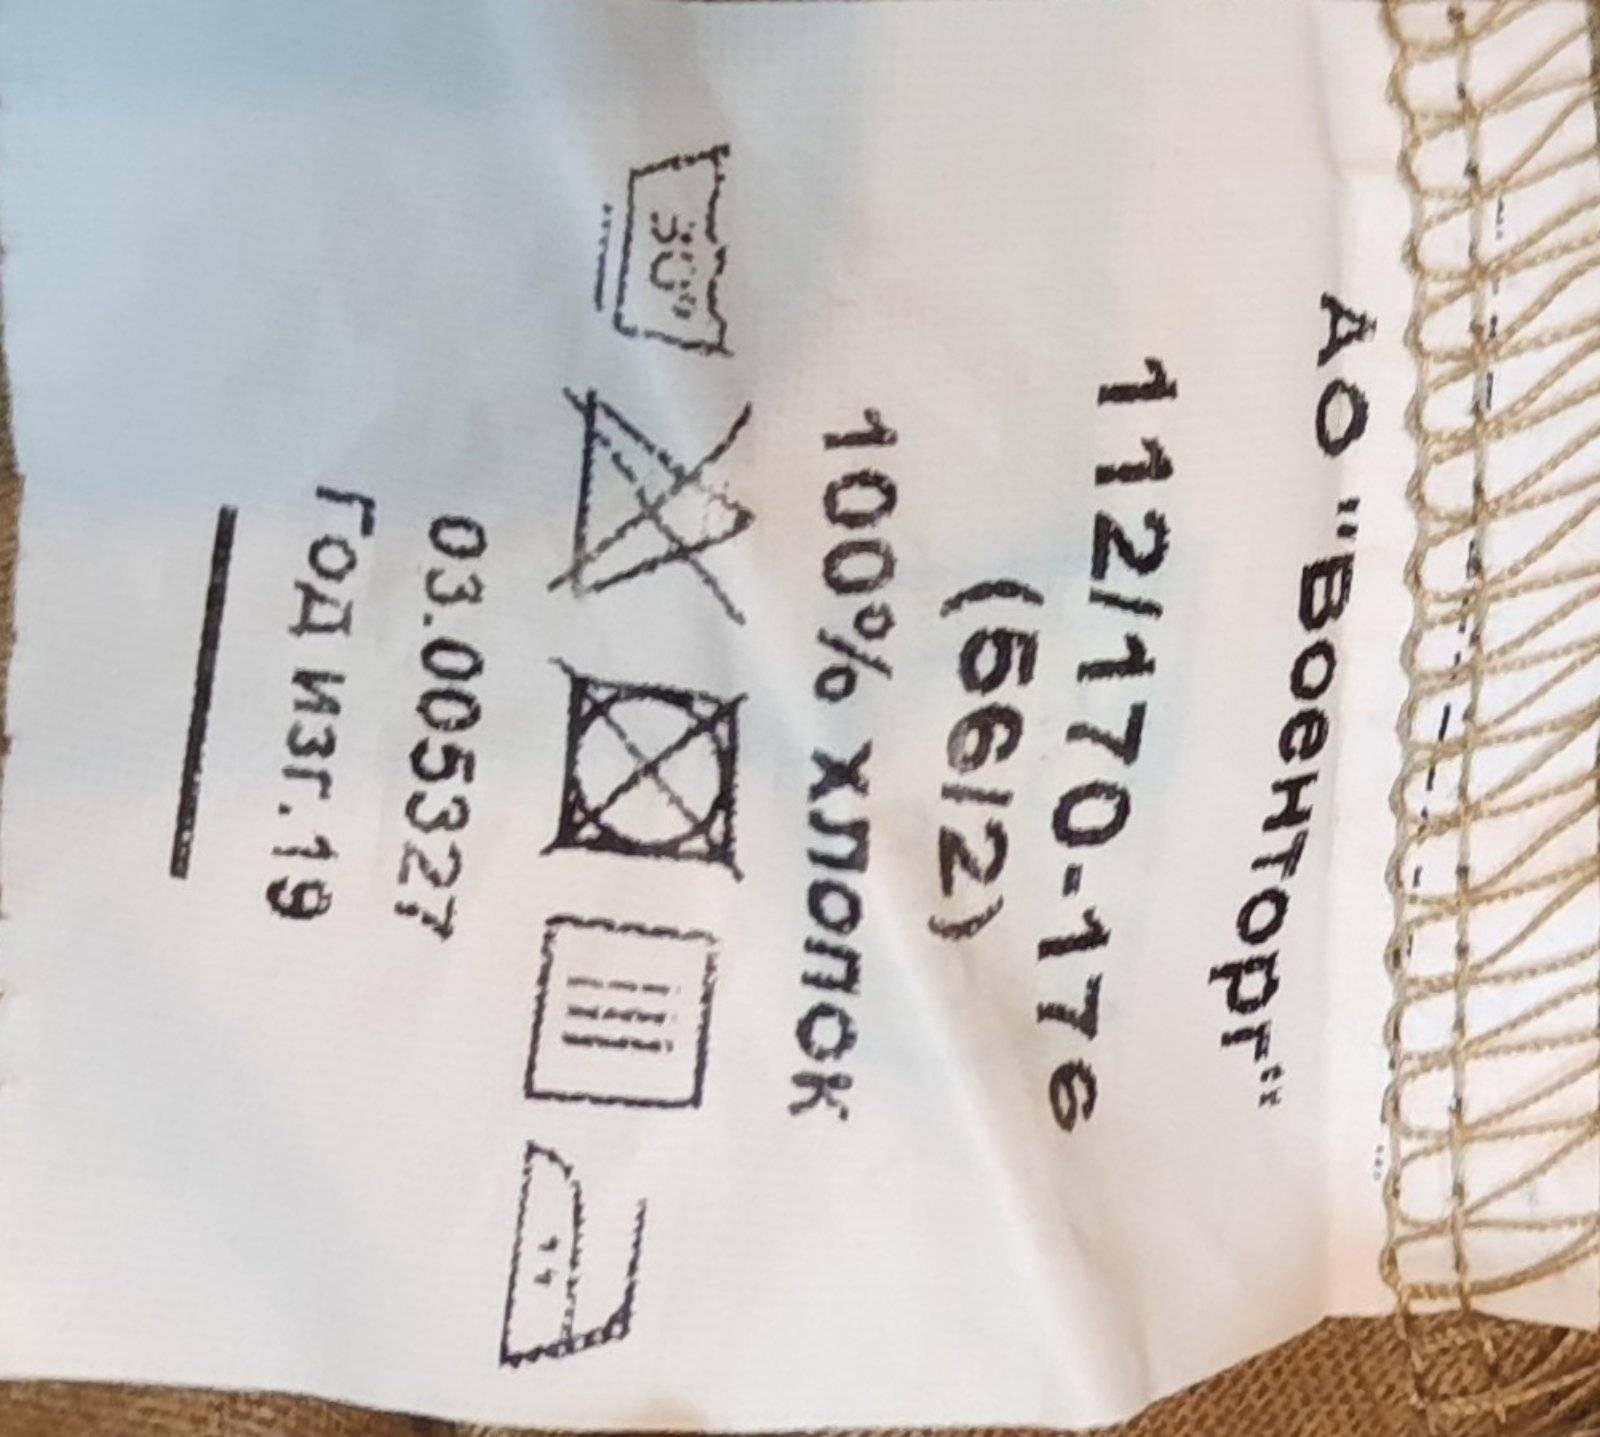 АО "Военторг"
112/170-176
(56/2)
100% хлопок
30°
03.005327
Год изг.19